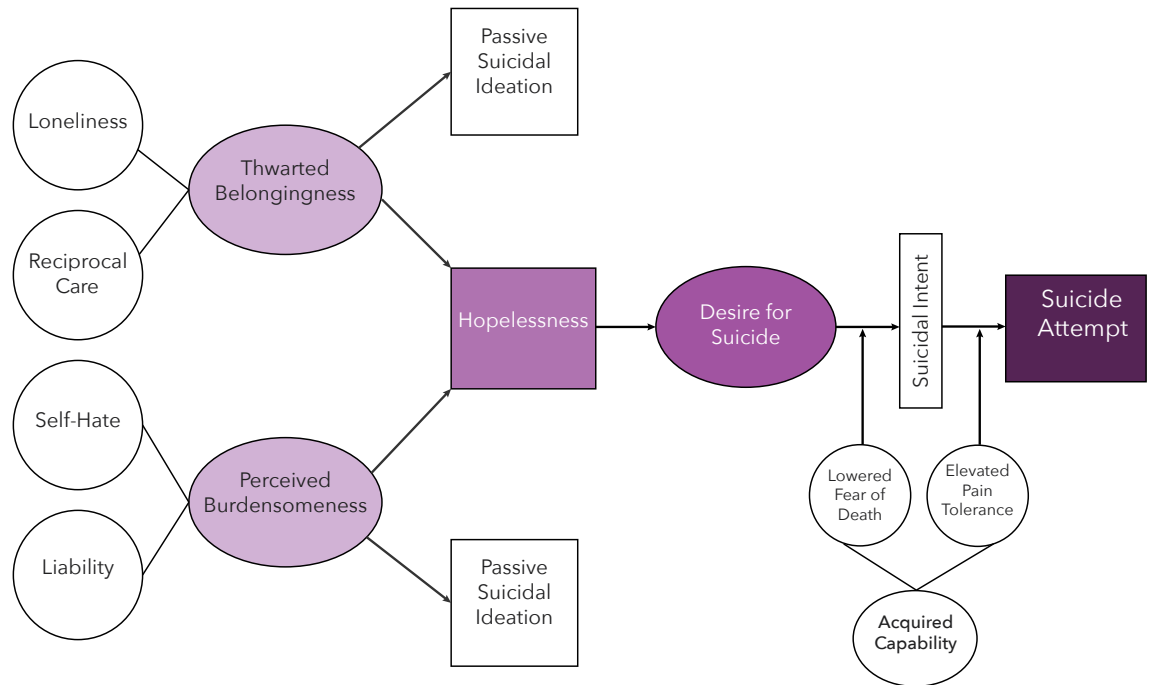 Passive
Suicidal
Ideation
Loneliness
Thwarted
Belongingness
Reciprocal
Care
Hopelessness
Desire for
Suicide
Suicidal Intent
Suicide
Attempt
Self-Hate
Perceived
Burdensomeness
Liability
Passive
Suicidal
Ideation
Lowered
Fear of
Death
Elevated
Pain
Tolerance
Acquired
Capability